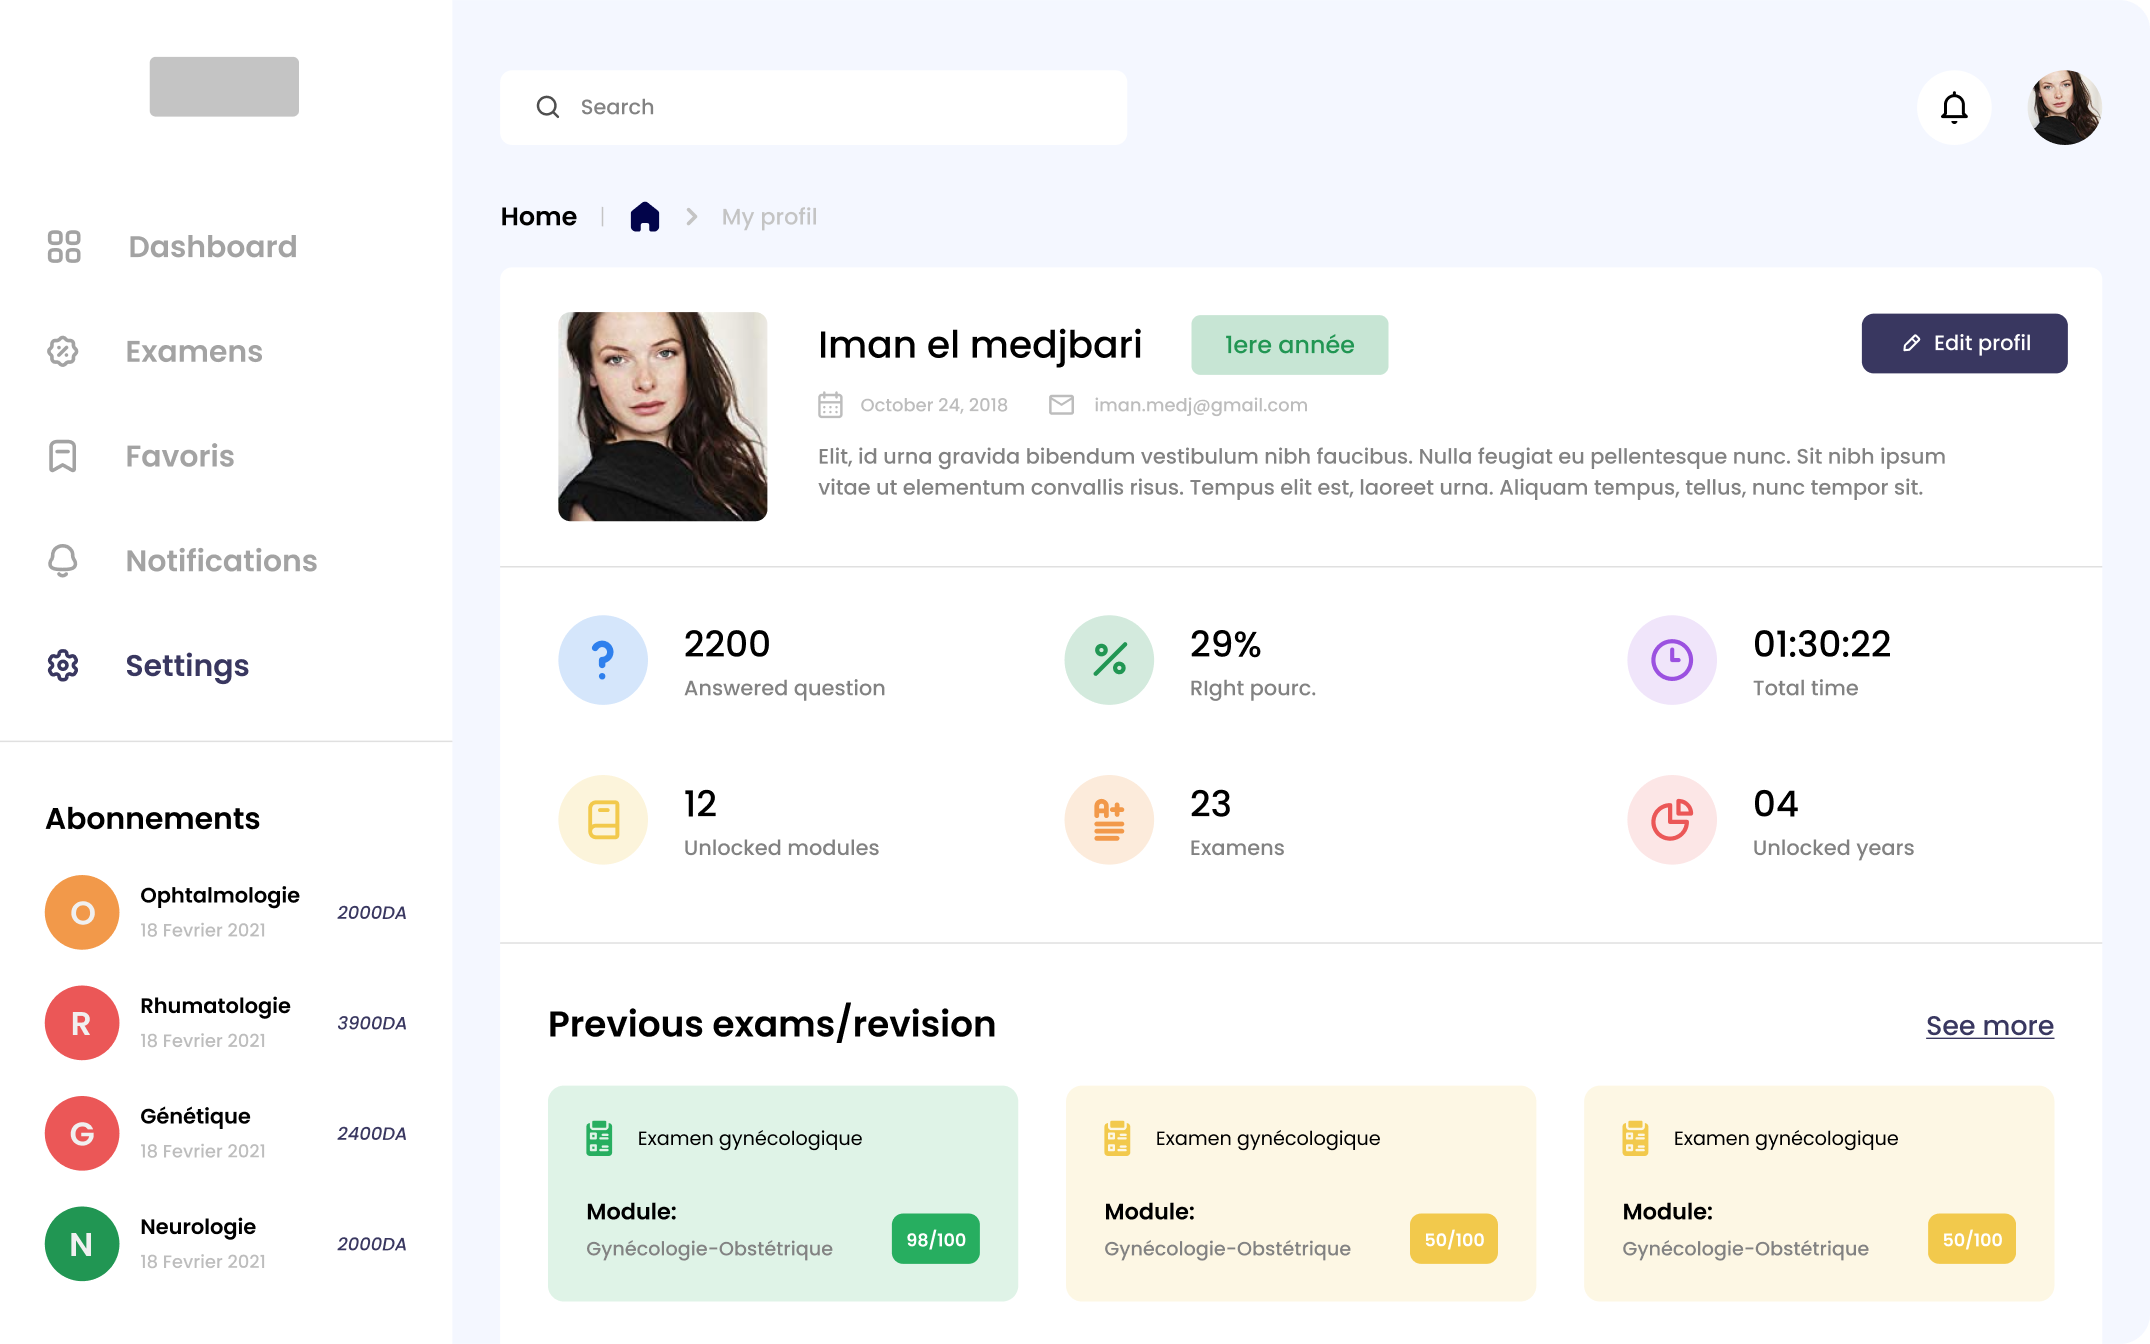 Dashboard
Examens
Favoris
Notifications
Settings
Abonnements
O
Ophtalmologie
18 Fevrier 2021
2000DA
R
Rhumatologie
18 Fevrier 2021
3900DA
G
Génétique
18 Fevrier 2021
2400DA
N
Neurologie
18 Fevrier 2021
2000DA
Search
Home
My profil
Iman el medjbari
1ere année
Edit profil
October 24, 2018
iman.medj@gmail.com
Elit, id urna gravida bibendum vestibulum nibh faucibus. Nulla feugiat eu pellentesque nunc. Sit nibh ipsum
vitae ut elementum convallis risus. Tempus elit est, laoreet urna. Aliquam tempus, tellus, nunc tempor sit.
?
2200
Answered question
%
29%
RIght pourc.
01:30:22
Total time
12
Unlocked modules
A+
23
Examens
04
Unlocked years
Previous exams/revision
See more
Examen gynécologique
Module:
Gynécologie-Obstétrique
98/100
Examen gynécologique
Module:
Gynécologie-Obstétrique
50/100
Examen gynécologique
Module:
Gynécologie-Obstétrique
50/100